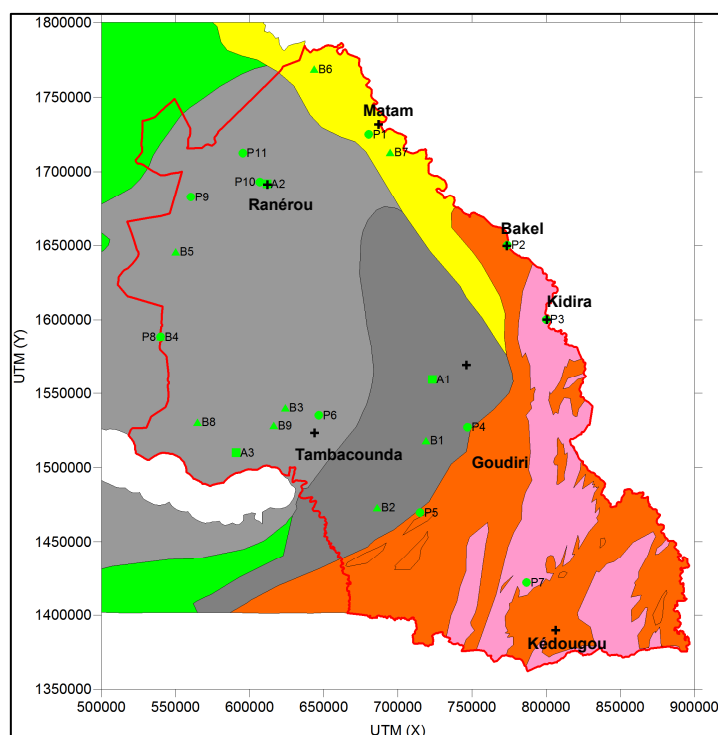 1800000
B6
1750000
Matam
P1
P11
B7
1700000
P10 A2
P9
Ranérou
Bakel
1650000
B5
P2
Kidira
1600000
P3
P8 B4
UTM (Y)
1550000
A1
B3
P6
B8
B9
P4
B1
Tambacounda
A3
Goudiri
1500000
B2
P5
1450000
P7
1400000
Kédougou
1350000
500000 550000 600000 650000 700000 750000 800000 850000 900000
UTM (X)